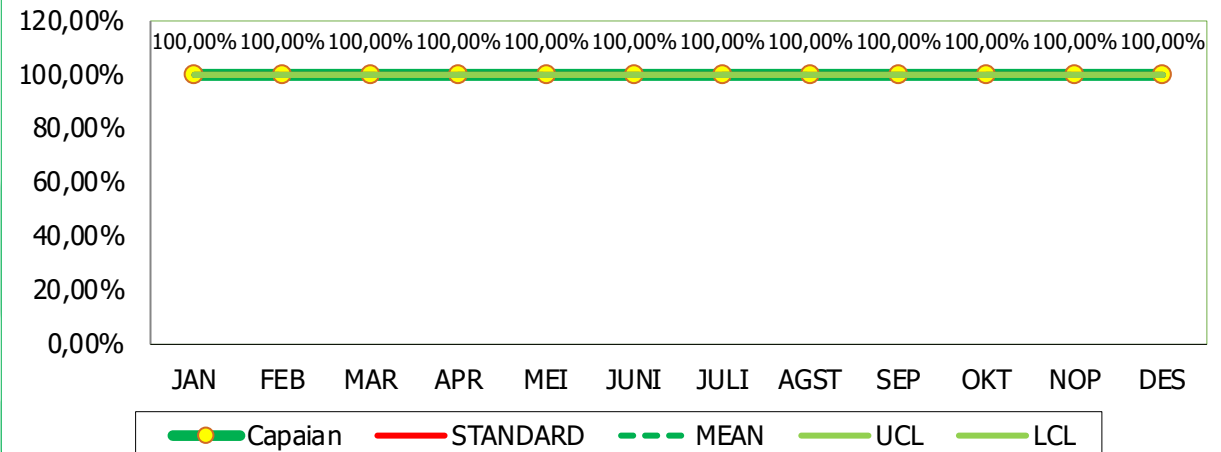 120,00%
100,00% 100,00% 100,00% 100,00% 100,00% 100,00% 100,00% 100,00% 100,00% 100,00% 100,00% 100,00%
100,00%
80,00%
60,00%
40,00%
20,00%
0,00%
JAN FEB MAR APR MEI JUNI JULI AGST SEP OKT NOP DES
Capaian STANDARD MEAN UCL LCL